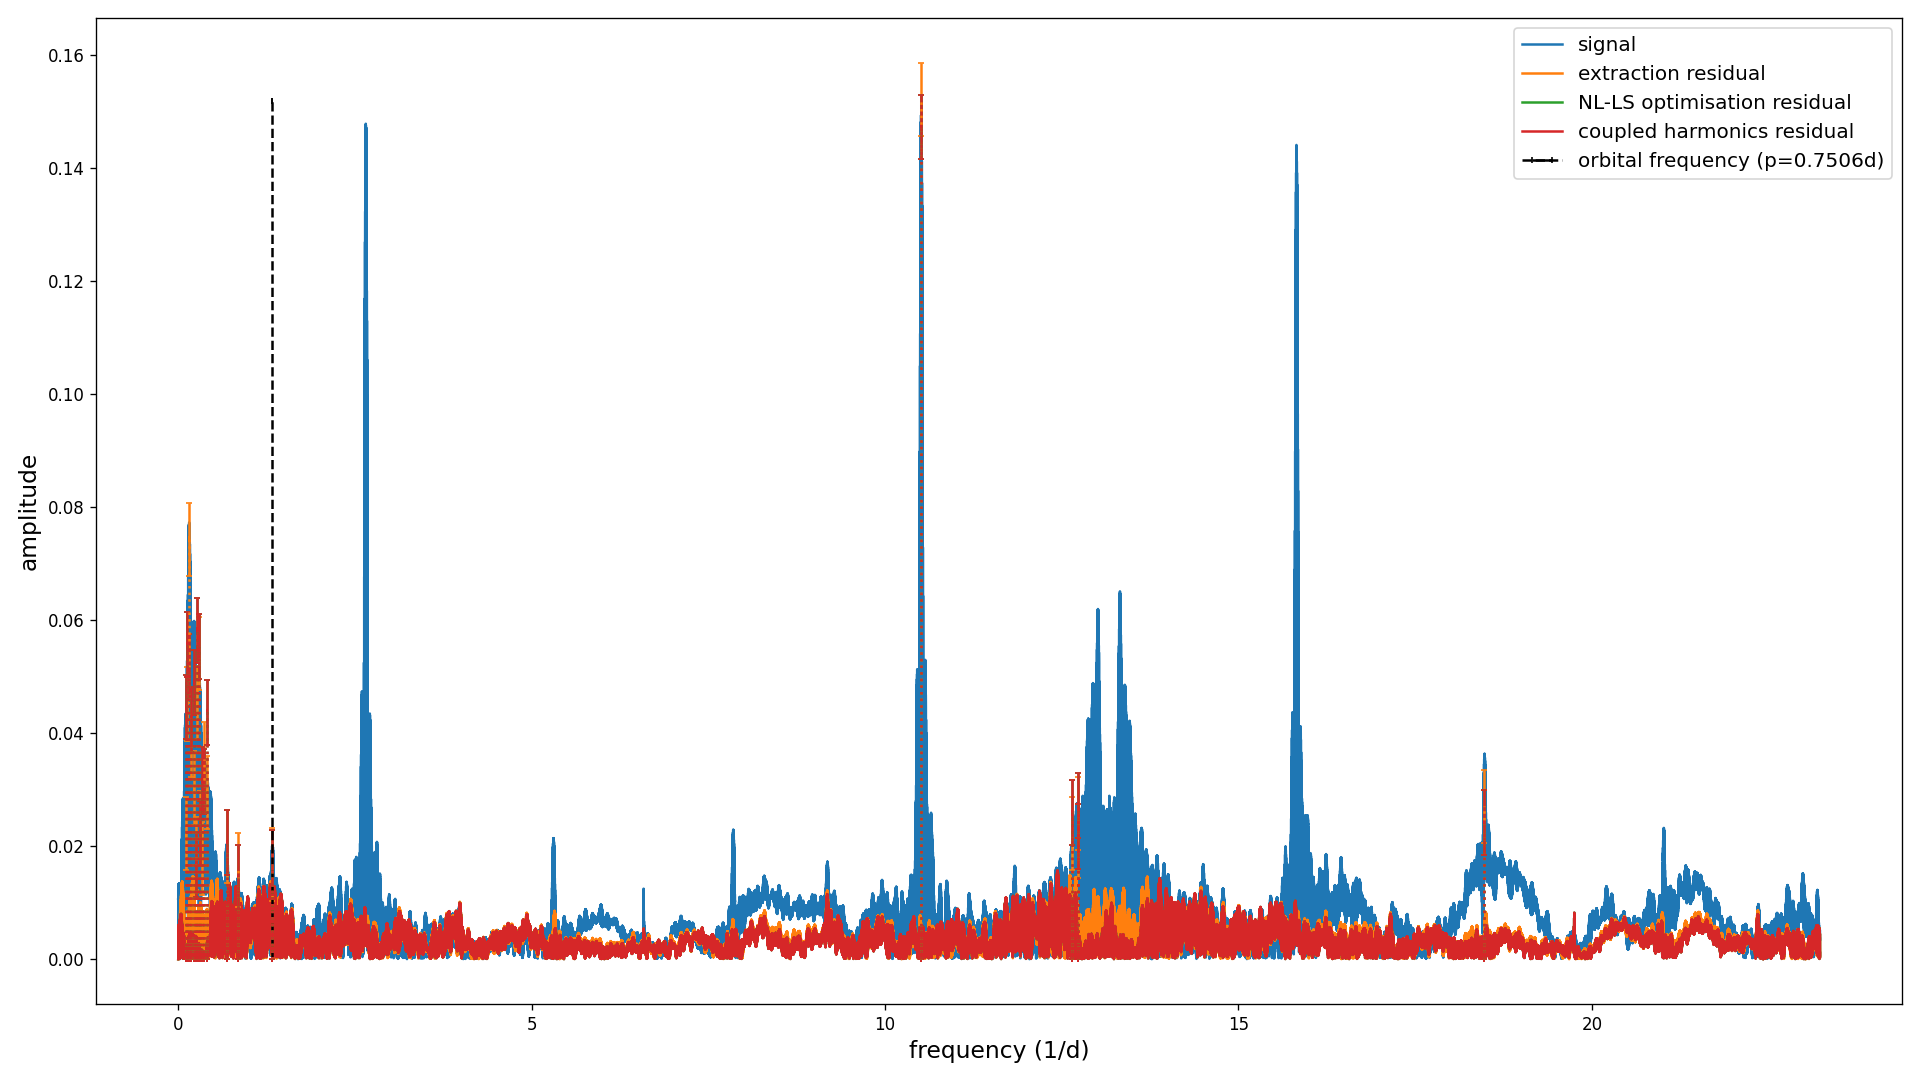 signal
extraction residual
NL-LS optimisation residual
coupled harmonics residual
orbital frequency (p=0.7506d)
0.16
0.14
0.12
0.10
0.08
0.06
0.04
0.02
0.00
amplitude
0 5 10 15 20
frequency (1/d)